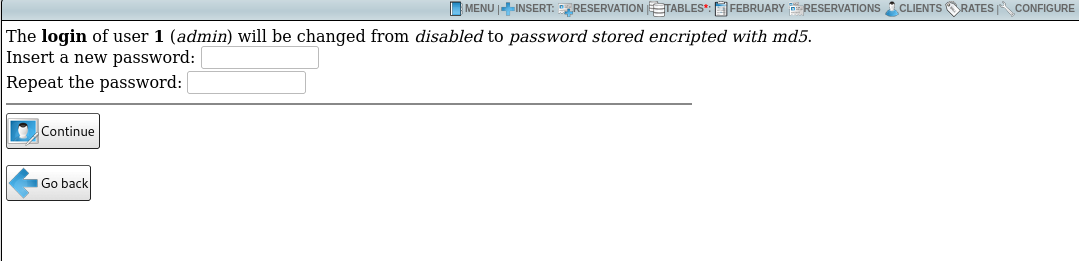 MENU | INSERT: RESERVATION | TABLES*: FEBRUARY RESERVATIONS CLIENTS RATES | CONFIGURE
The login of user 1 (admin) will be changed from disabled to password stored encripted with md5.
Insert a new password:
Repeat the password:
Continue
Go back